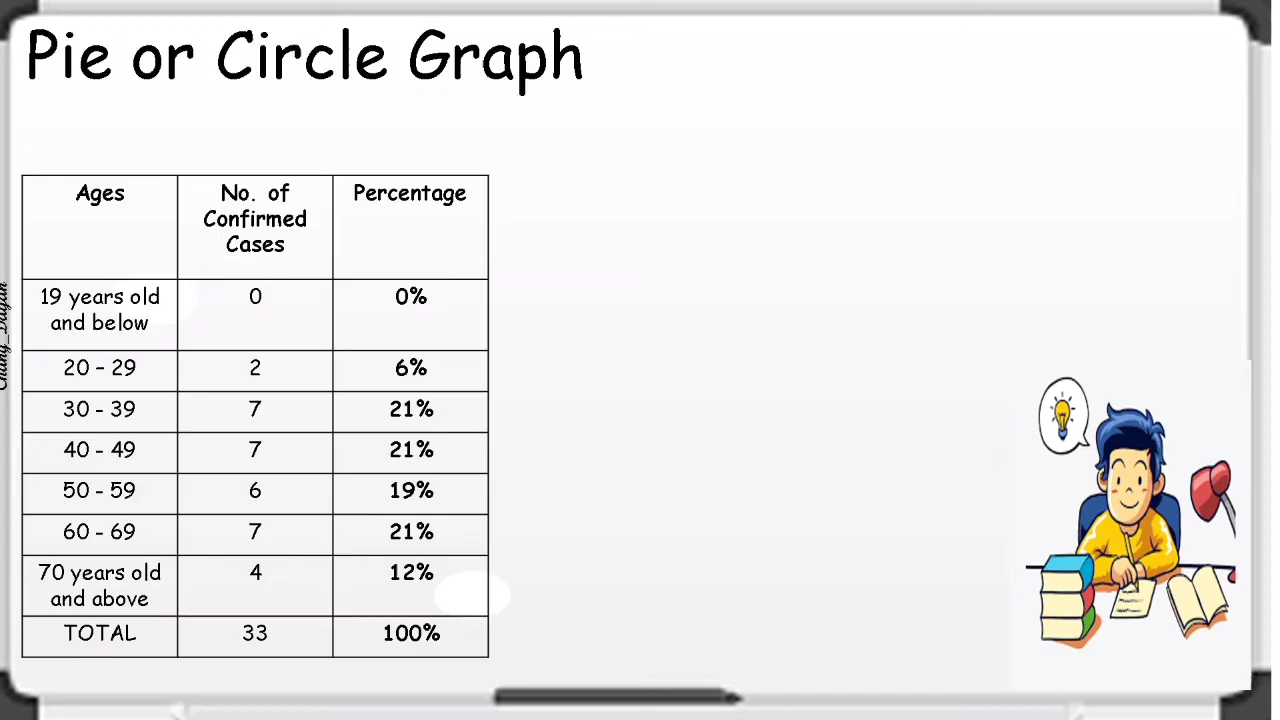 Pie or Circle Graph
Ages
No. of
Confirmed
Cases
Percentage
19 years old
and below
0
0%
20 – 29
2
6%
30 - 39
7
21%
40 - 49
7
21%
50 - 59
6
19%
60 - 69
7
21%
70 years old
and above
4
12%
TOTAL
33
100%